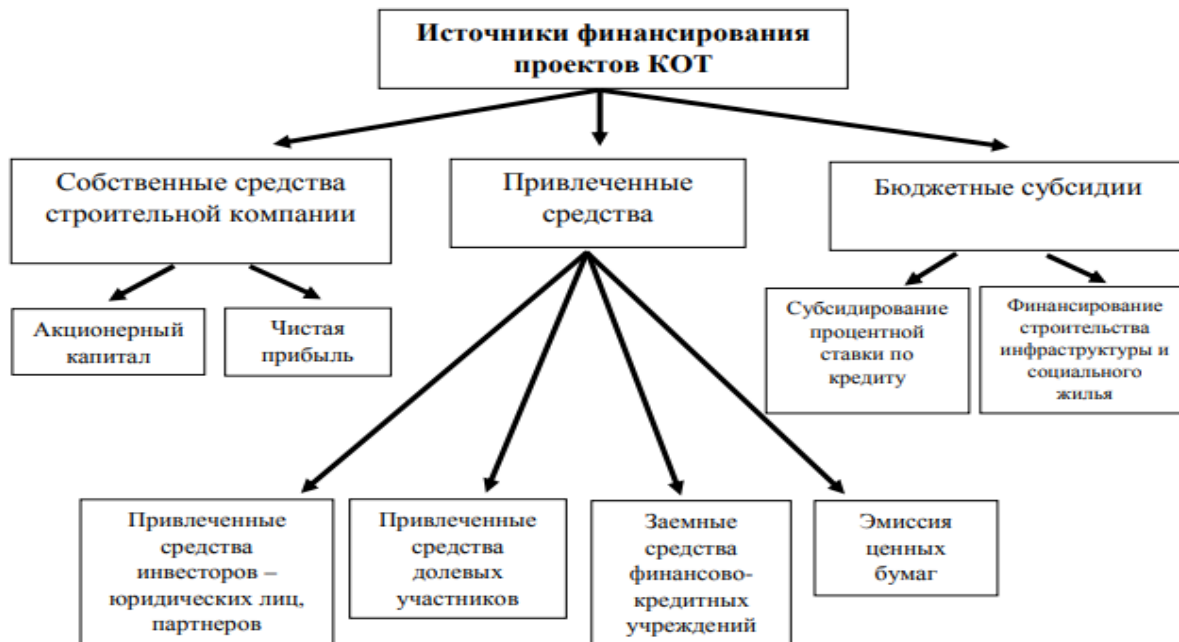 Источники финансирования
проектов КОТ
Собственные средства
строительной компании
Привлеченные
средства
Бюджетные субсидии
Акционерный
капитал
Чистая
прибыль
Субсидирование
процентной
ставки по
кредиту
Финансирование
строительства
инфраструктуры и
социального
жилья
Привлеченные
средства
инвесторов –
юридических лиц,
партнеров
Привлеченные
средства
долевых
участников
Заемные
средства
финансово-
кредитных
учреждений
Эмиссия
ценных
бумаг